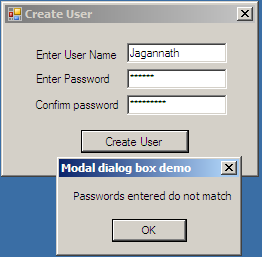 Create User
Enter User Name Jagannath
Enter Password ******
Confirm password *********
Create User
Modal dialog box demo
Passwords entered do not match
OK